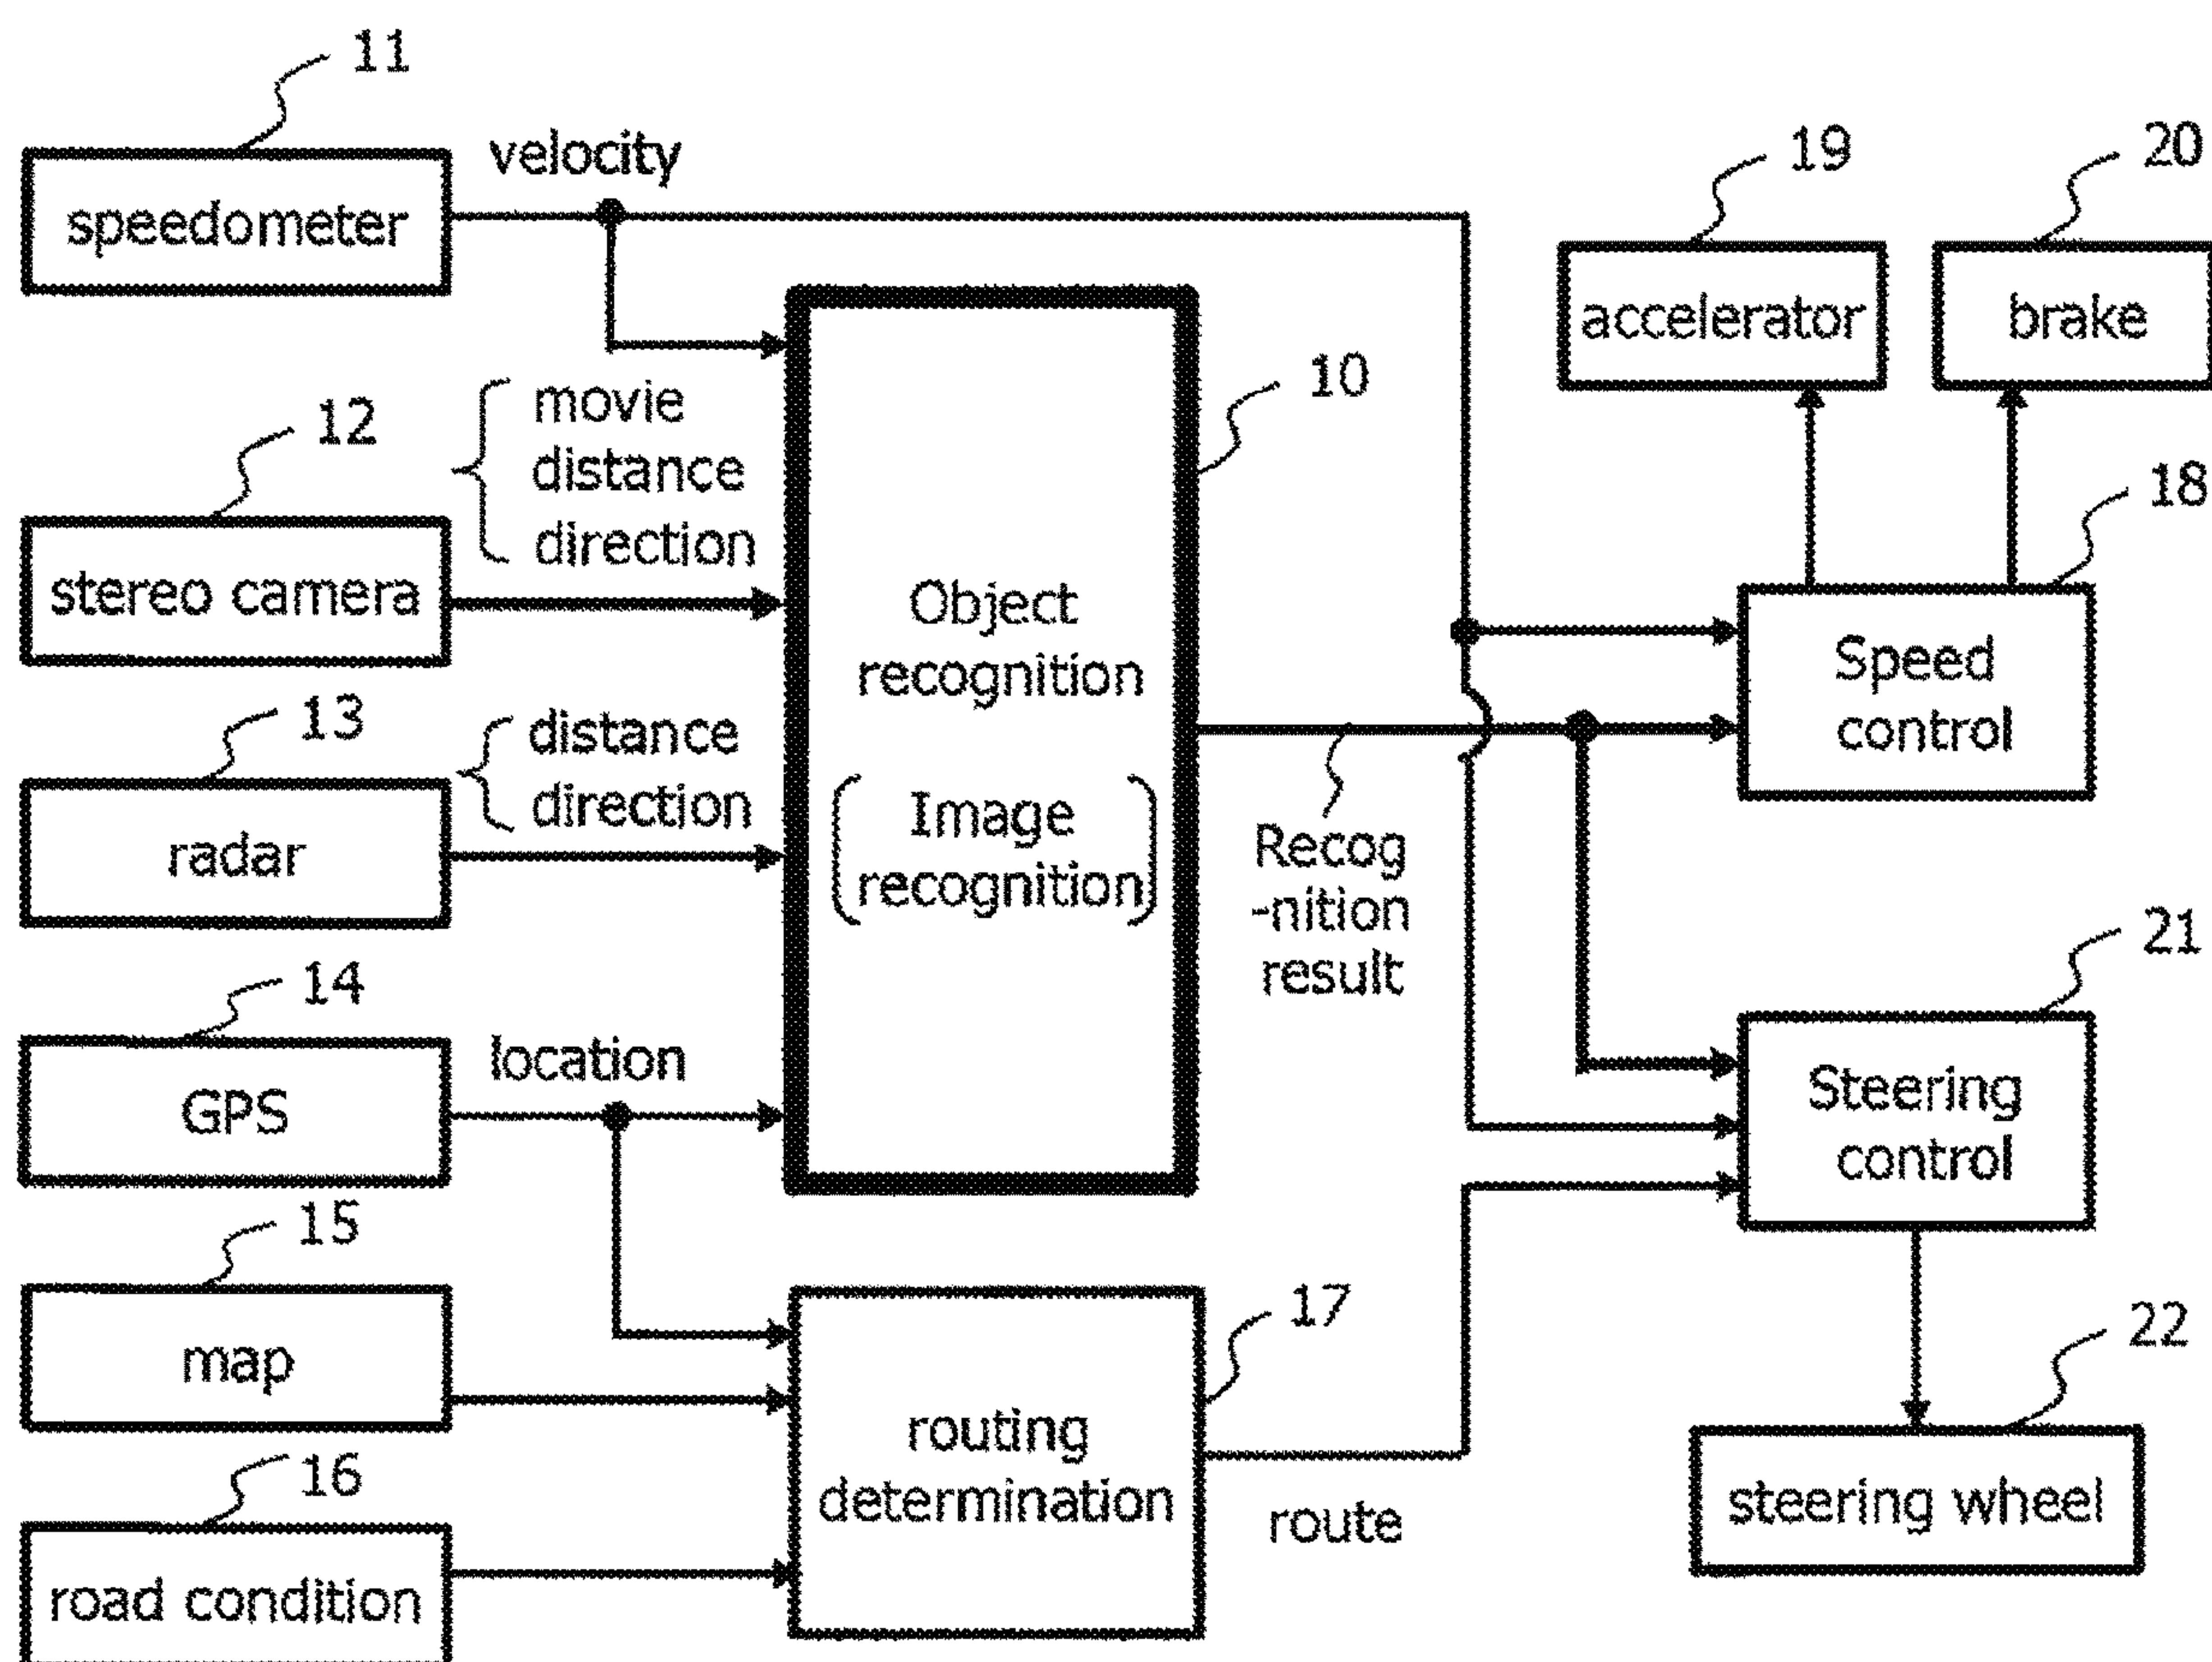 11
speedometer
velocity
12
stereo camera
movie
distance
direction
13
radar
distance
direction
14
GPS
location
15
map
16
road condition
10
Object
recognition
Image
recognition
Recog
-nition
result
17
routing
determination
route
19
accelerator
20
brake
18
Speed
control
21
Steering
control
22
steering wheel